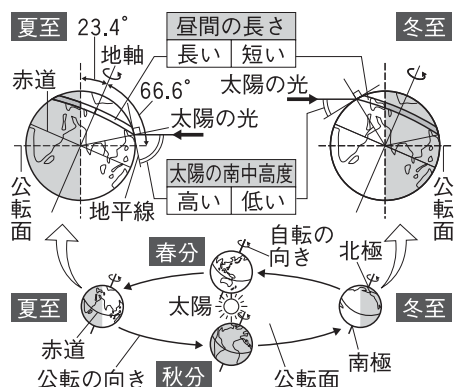 夏至
23.4°
昼間の長さ
冬至
地軸
長い 短い
赤道
66.6°
太陽の光
太陽の光
公転面
太陽の南中高度
公転面
地平線
高い 低い
自転の
向き
北極
春分
夏至
太陽
冬至
赤道
公転の向き
秋分
公転面
南極